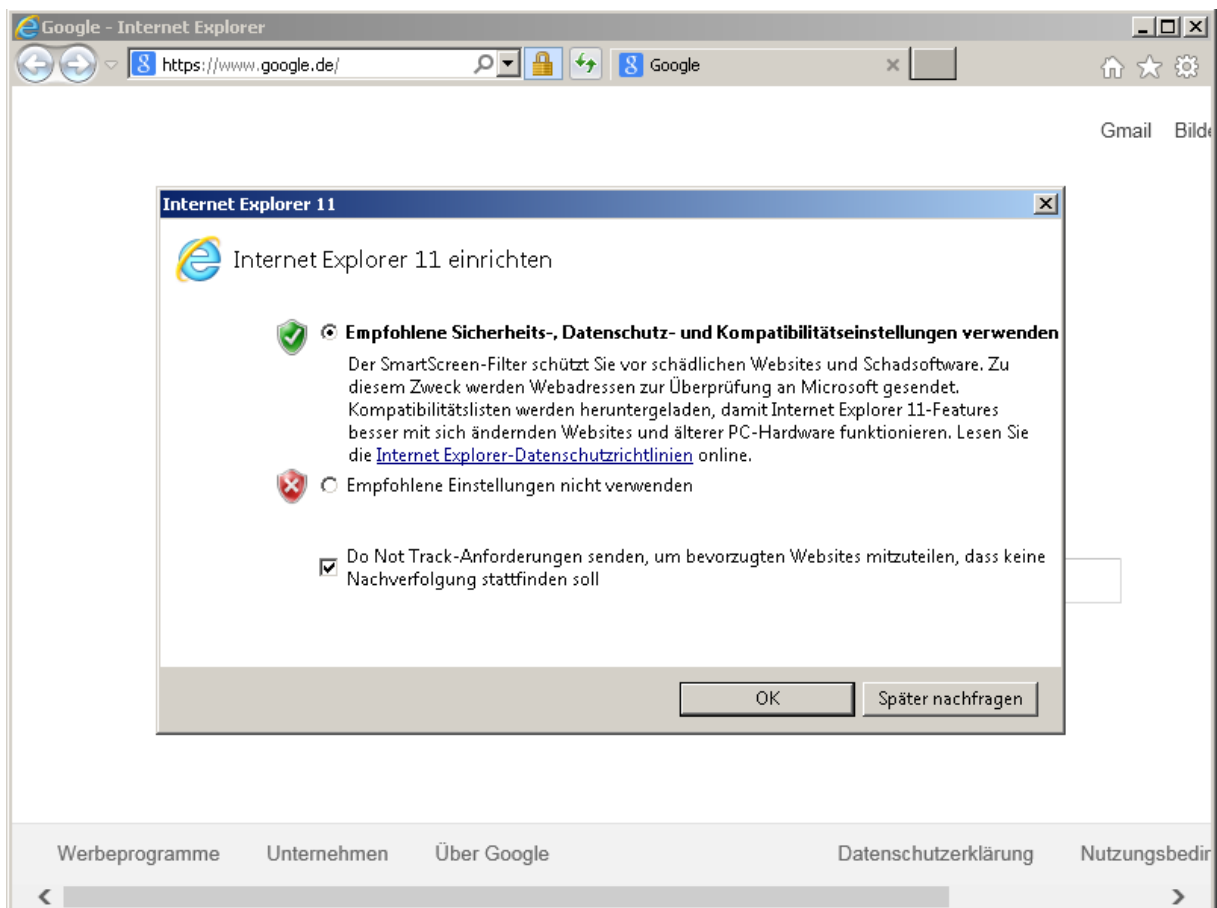 Google - Internet Explorer
https://www.google.de/
Google
Gmail Bilde
Internet Explorer 11
Internet Explorer 11 einrichten
Empfohlene Sicherheits-, Datenschutz- und Kompatibilitätseinstellungen verwenden
Der SmartScreen-Filter schützt Sie vor schädlichen Websites und Schadsoftware. Zu
diesem Zweck werden Webadressen zur Überprüfung an Microsoft gesendet.
Kompatibilitätslisten werden heruntergeladen, damit Internet Explorer 11-Features
besser mit sich ändernden Websites und älterer PC-Hardware funktionieren. Lesen Sie
die Internet Explorer-Datenschutzrichtlinien online.
Empfohlene Einstellungen nicht verwenden
Do Not Track-Anforderungen senden, um bevorzugten Websites mitzuteilen, dass keine
Nachverfolgung stattfinden soll
OK Später nachfragen
Werbeprogramme Unternehmen Über Google Datenschutzerklärung Nutzungsbedin